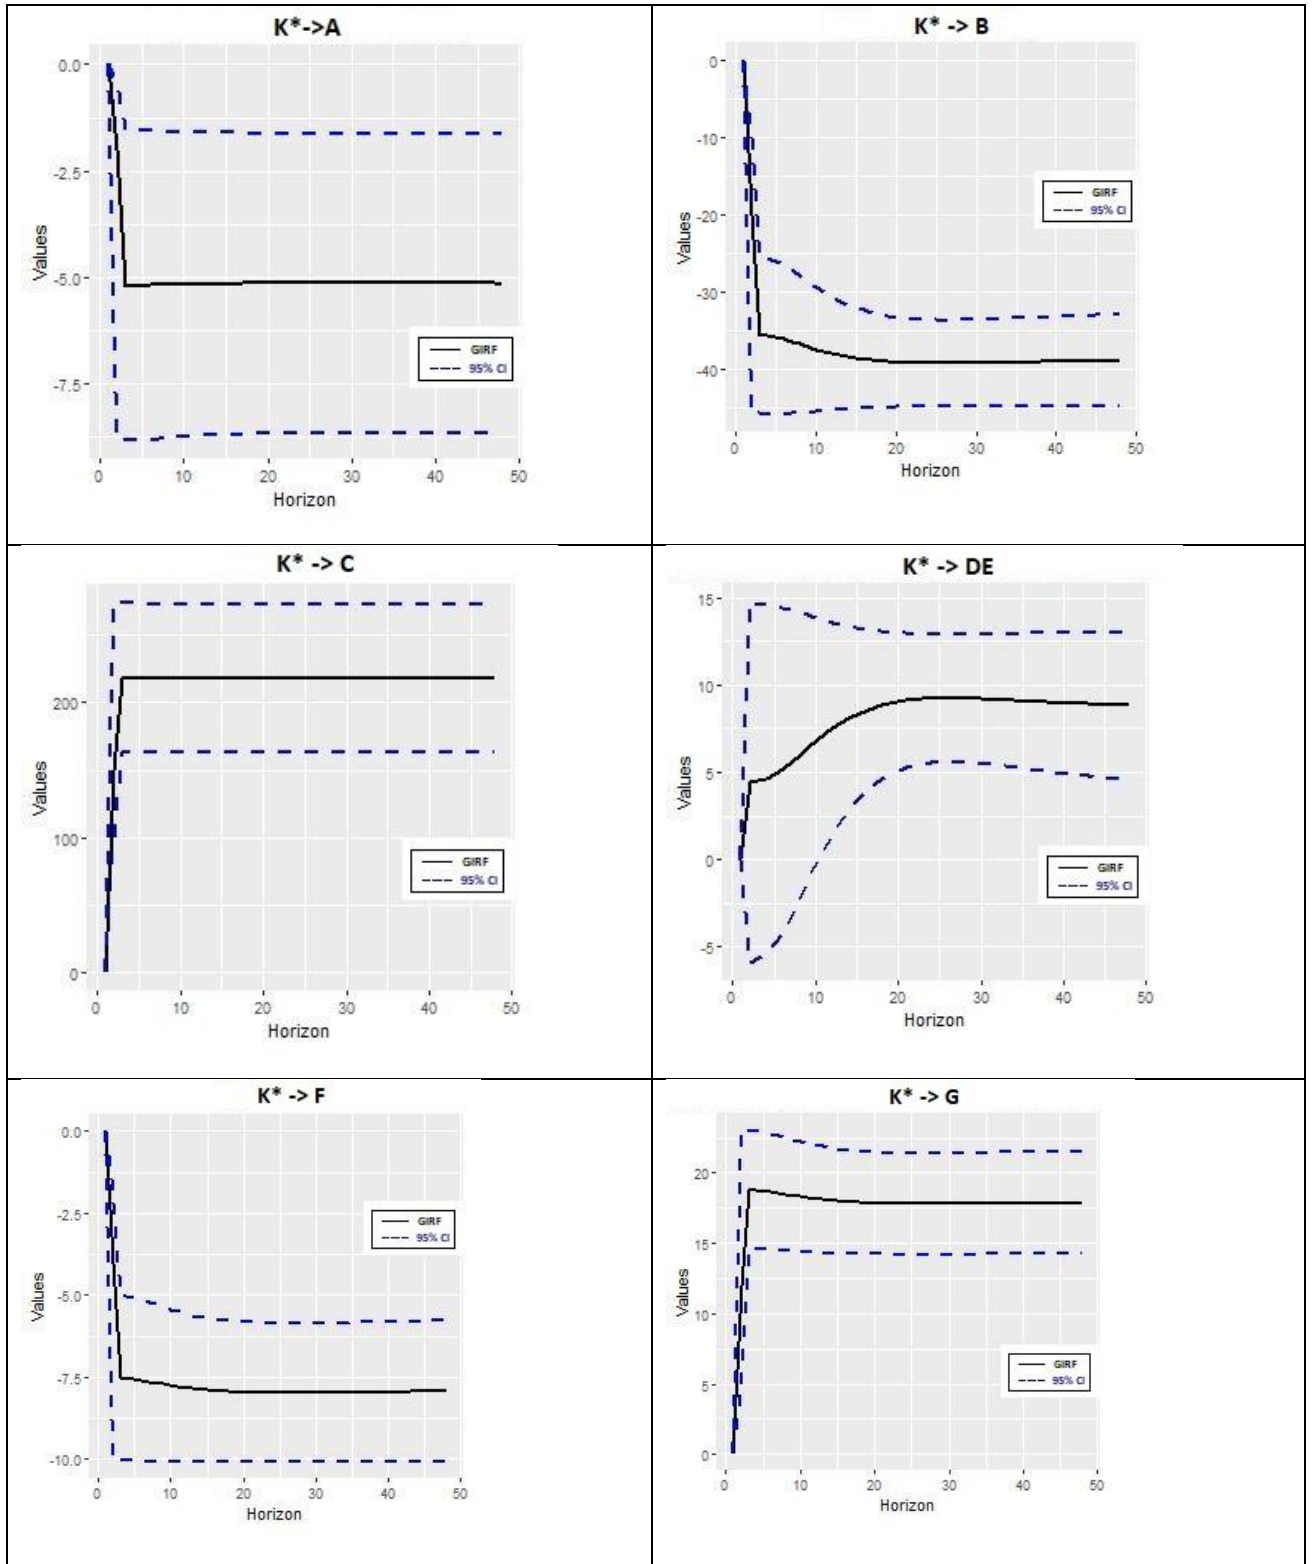 K*->A
0.0
-2.5
-5.0
-7.5
Values
GIRF
95% CI
0 10 20 30 40 50
Horizon
K* -> B
0
-10
-20
-30
-40
Values
GIRF
95% CI
0 10 20 30 40 50
Horizon
K* -> C
200
100
0
Values
GIRF
95% CI
0 10 20 30 40 50
Horizon
K* -> DE
15
10
5
0
-5
Values
GIRF
95% CI
0 10 20 30 40 50
Horizon
K* -> F
0.0
-2.5
-5.0
-7.5
-10.0
Values
GIRF
95% CI
0 10 20 30 40 50
Horizon
K* -> G
20
15
10
5
0
Values
GIRF
95% CI
0 10 20 30 40 50
Horizon